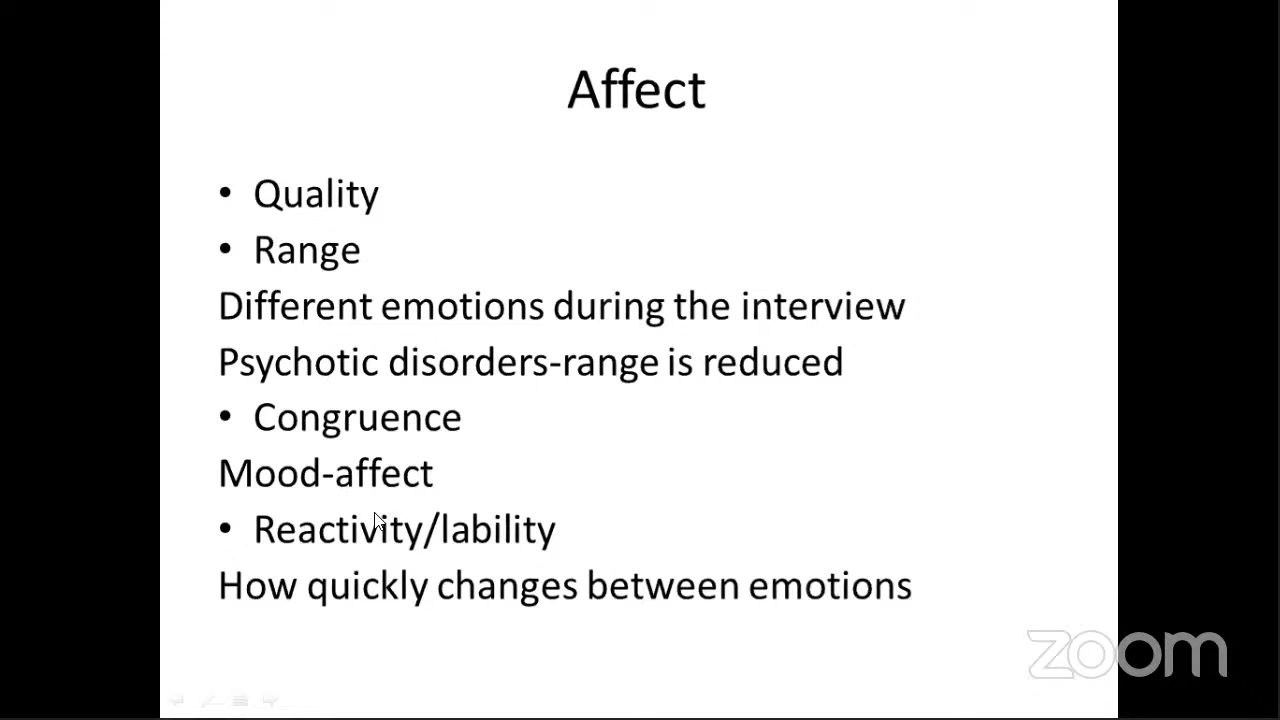 Affect
• Quality
• Range
Different emotions during the interview
Psychotic disorders-range is reduced
• Congruence
Mood-affect
• Reactivity/lability
How quickly changes between emotions
zoom